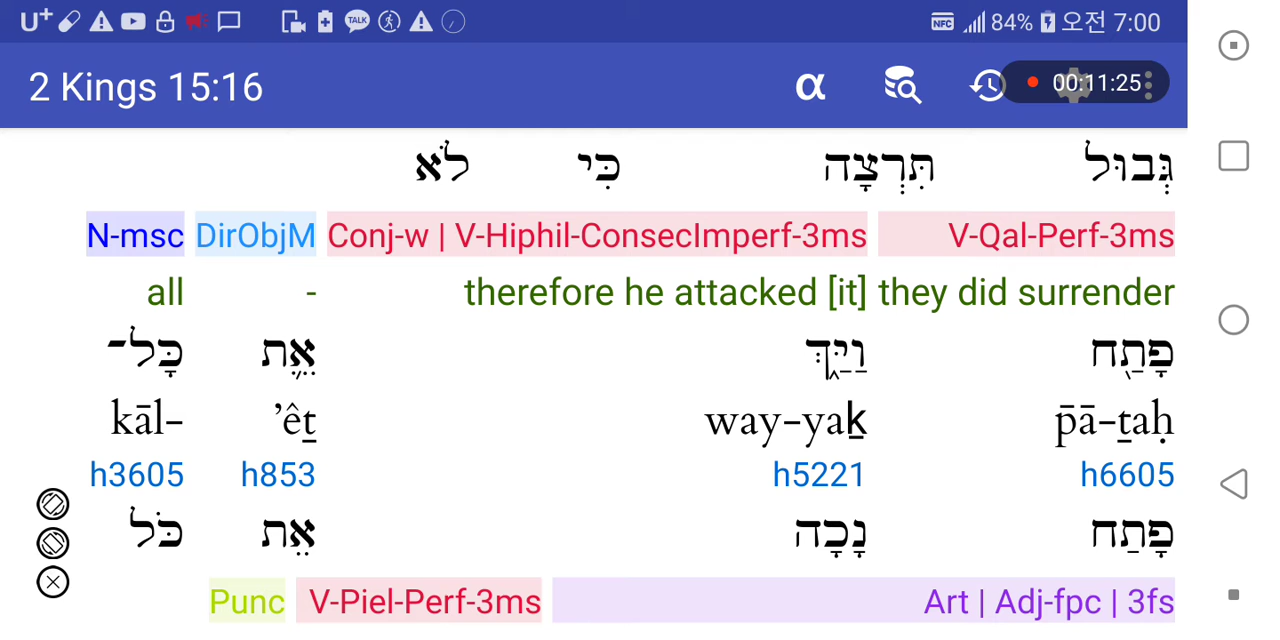 U+ TALK NFC 84% 오전 7:00
2 Kings 15:16 α 00:11:25
גְּבוּל תִּרְצָה כִּי לֹא
N-msc DirObjM Conj-w | V-Hiphil-ConsecImperf-3ms V-Qal-Perf-3ms
all - therefore he attacked [it] they did surrender
פָתַ֖ח וַיַּ֑ךְ אֵ֥ת כָּל־
kāl- ’êṯ way-yaḵ p̄ā-ṯaḥ
h3605 h853 h5221 h6605
פָּתַח נָכָה אֵת כֹּל
Punc V-Piel-Perf-3ms Art | Adj-fpc | 3fs